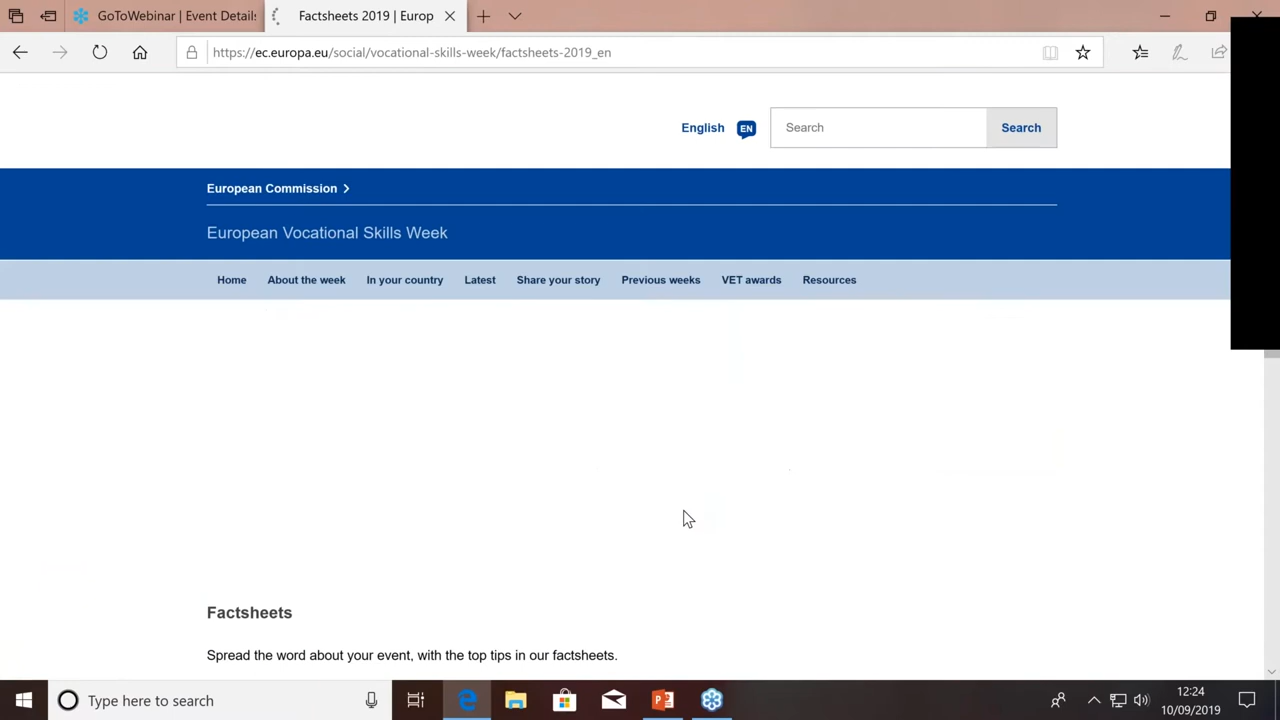 GoToWebinar | Event Details
Factsheets 2019 | Europ
https://ec.europa.eu/social/vocational-skills-week/factsheets-2019_en
English EN Search Search
European Commission
European Vocational Skills Week
Home About the week In your country Latest Share your story Previous weeks VET awards Resources
Factsheets
Spread the word about your event, with the top tips in our factsheets.
Type here to search
12:24
10/09/2019